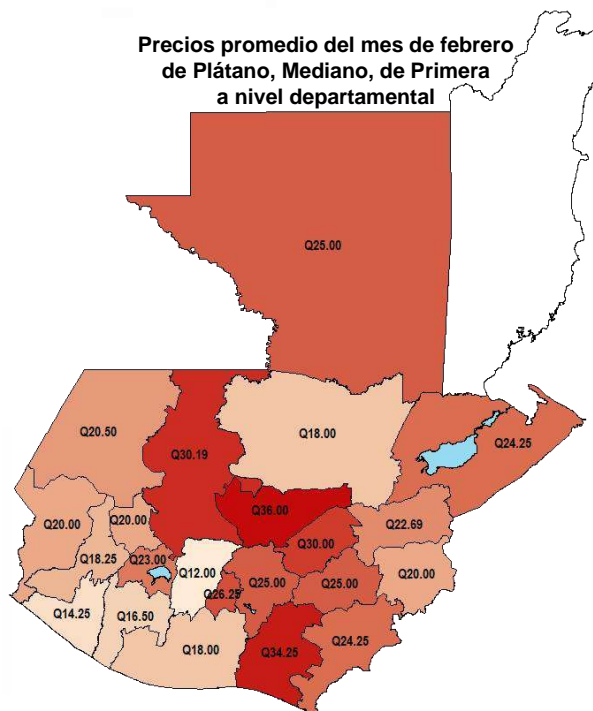 Precios promedio del mes de febrero
de Plátano, Mediano, de Primera
a nivel departamental
Q25.00
Q20.50
Q30.19
Q18.00
Q24.25
Q36.00
Q22.69
Q20.00
Q20.00
Q30.00
Q18.25
Q23.00
Q12.00
Q26.25
Q25.00
Q25.00
Q20.00
Q14.25
Q16.50
Q18.00
Q34.25
Q24.25